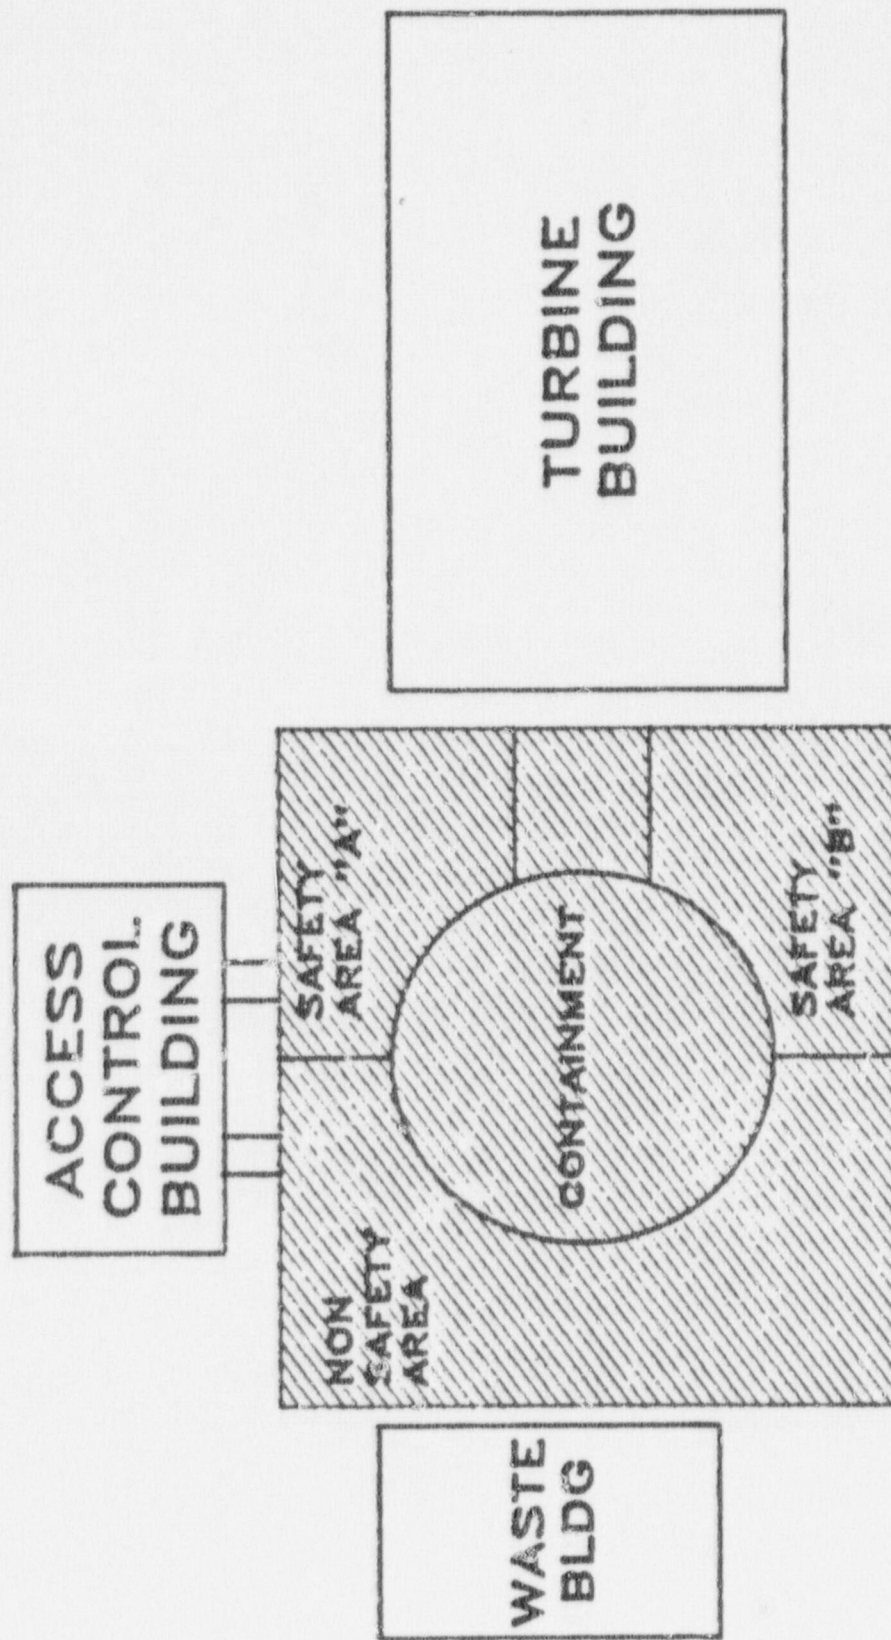 ACCESS
CONTROL
BUILDING
NON
SAFETY
AREA
SAFETY
AREA "A"
CONTAINMENT
SAFETY
AREA "B"
WASTE
BLDG
TURBINE
BUILDING